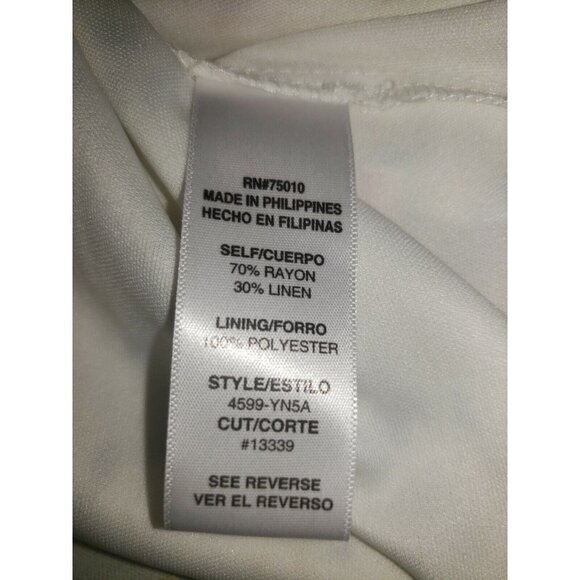 RN#75010
MADE IN PHILIPPINES
HECHO EN FILIPINAS
SELF/CUERPO
70% RAYON
30% LINEN
LINING/FORRO
100% POLYESTER
STYLE/ESTILO
4599-YN5A
CUT/CORTE
#13339
SEE REVERSE
VER EL REVERSO